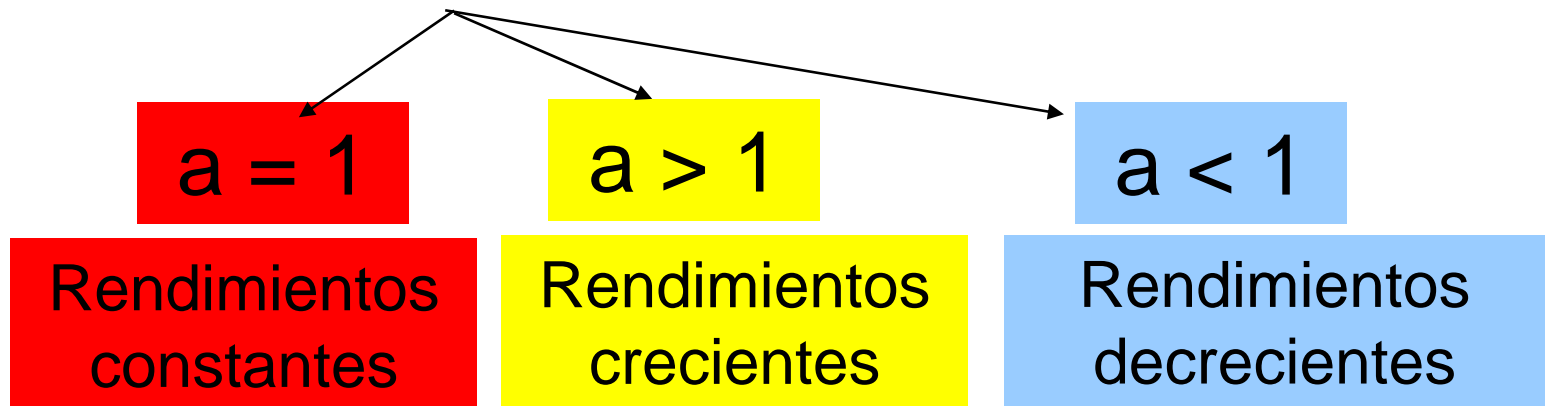 a = 1
a > 1
a < 1
Rendimientos
constantes
Rendimientos
crecientes
Rendimientos
decrecientes